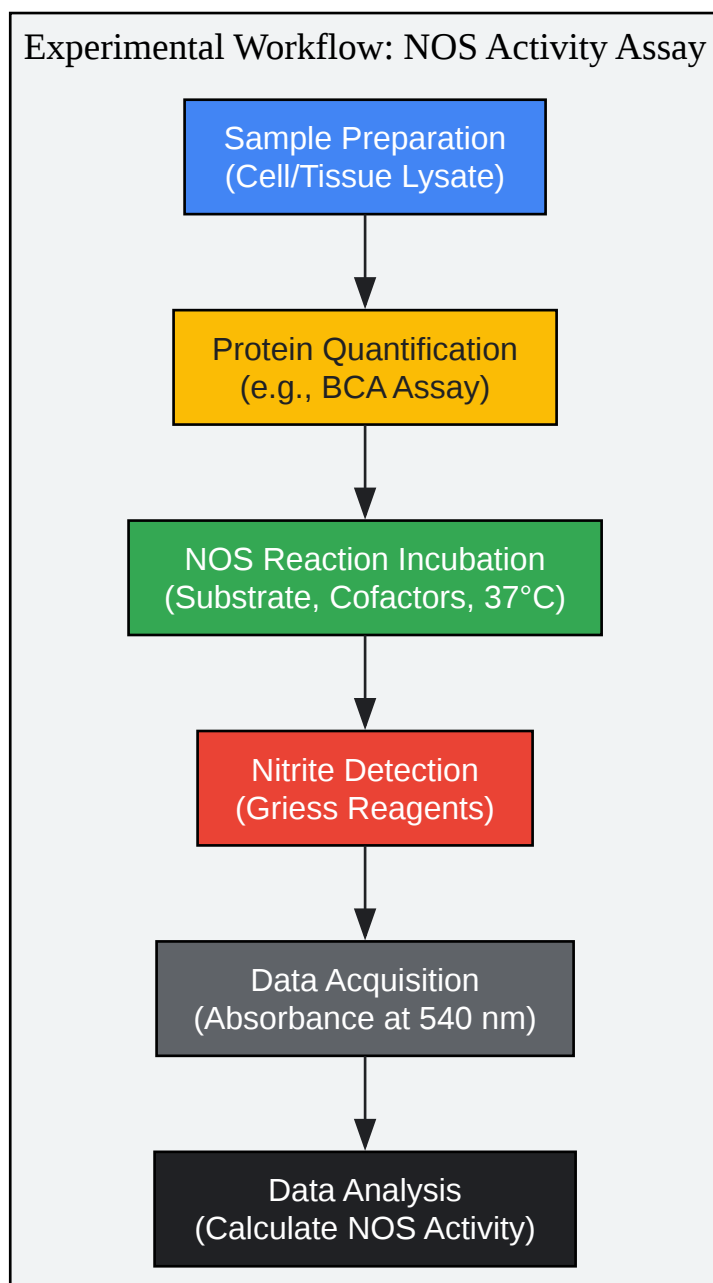 Experimental Workflow: NOS Activity Assay
Sample Preparation
(Cell/Tissue Lysate)
Protein Quantification
(e.g., BCA Assay)
NOS Reaction Incubation
(Substrate, Cofactors, 37°C)
Nitrite Detection
(Griess Reagents)
Data Acquisition
(Absorbance at 540 nm)
Data Analysis
(Calculate NOS Activity)